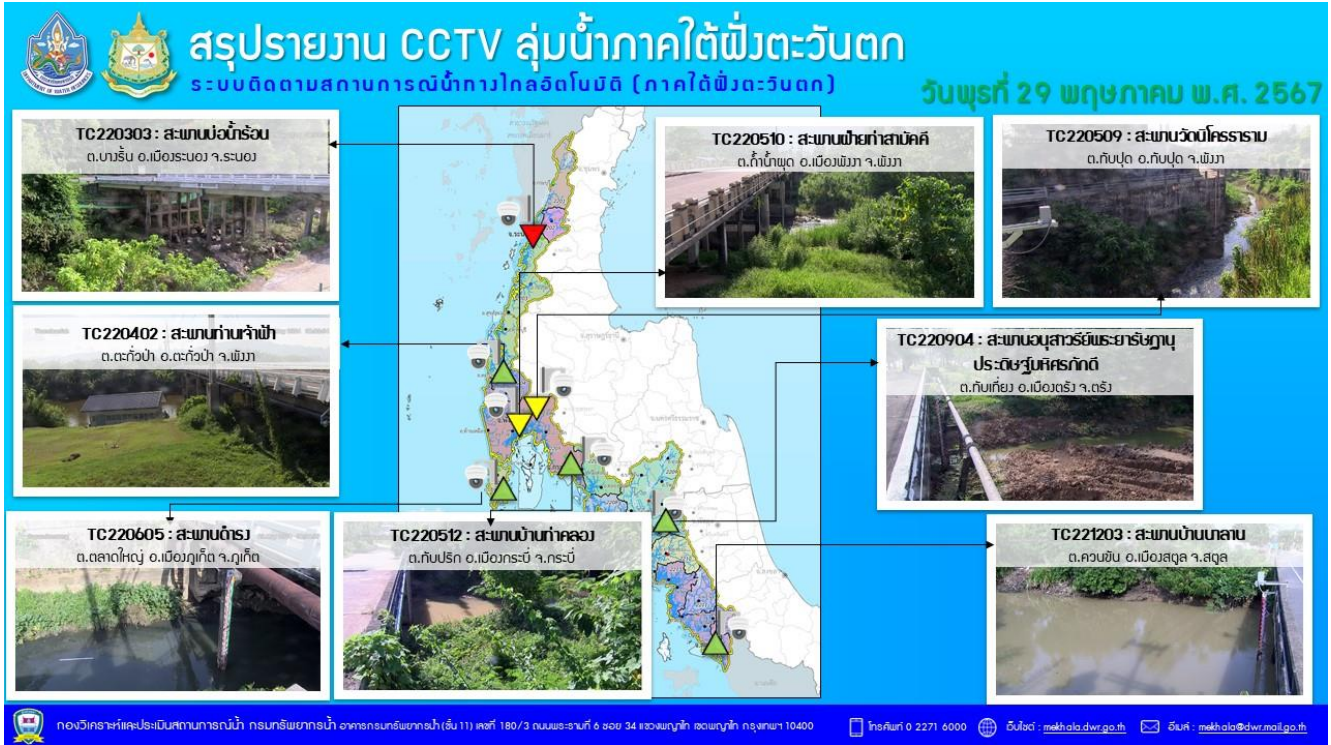 สรุปรายงาน CCTV ลุ่มน้ำภาคใต้ฝั่งตะวันตก
ระบบติดตามสถานการณ์น้ำทางไกลอัตโนมัติ (ภาคใต้ฝั่งตะวันตก)
วันพุธที่ 29 พฤษภาคม พ.ศ. 2567
TC220303 : สะพานบ่อน้ำร้อน
ต.บางริ้น อ.เมืองระนอง จ.ระนอง
TC220510 : สะพานฝ่ายท่าสามัคคี
ต.ถ้ำน้ำผุด อ.เมืองพังงา จ.พังงา
TC220509 : สะพานวัดนิโครธาราม
ต.ทับปุด อ.ทับปุด จ.พังงา
TC220402 : สะพานท่านเจ้าฟ้า
ต.ตะกั่วป่า อ.ตะกั่วป่า จ.พังงา
TC220904 : สะพานอนุสาวรีย์พระยารัษฎานุ
ประดิษฐ์มหิศรภักดี
ต.ทับเที่ยง อ.เมืองตรัง จ.ตรัง
TC220605 : สะพานดำรง
ต.ตลาดใหญ่ อ.เมืองภูเก็ต จ.ภูเก็ต
TC220512 : สะพานบ้านท่าคลอง
ต.ทับปริก อ.เมืองกระบี่ จ.กระบี่
TC221203 : สะพานบ้านนาลาน
ต.ควนขัน อ.เมืองสตูล จ.สตูล
กองวิเคราะห์และประเมินสถานการณ์น้ำ กรมทรัพยากรน้ำ อาคารกรมทรัพยากรน้ำ (ชั้น 11) เลขที่ 180/3 ถนนพระรามที่ 6 ซอย 34 แขวงพญาไท เขตพญาไท กรุงเทพฯ 10400
โทรศัพท์ 0 2271 6000
เว็บไซต์ : mekhala.dwr.go.th
อีเมล์ : mekhala@dwr.mail.go.th